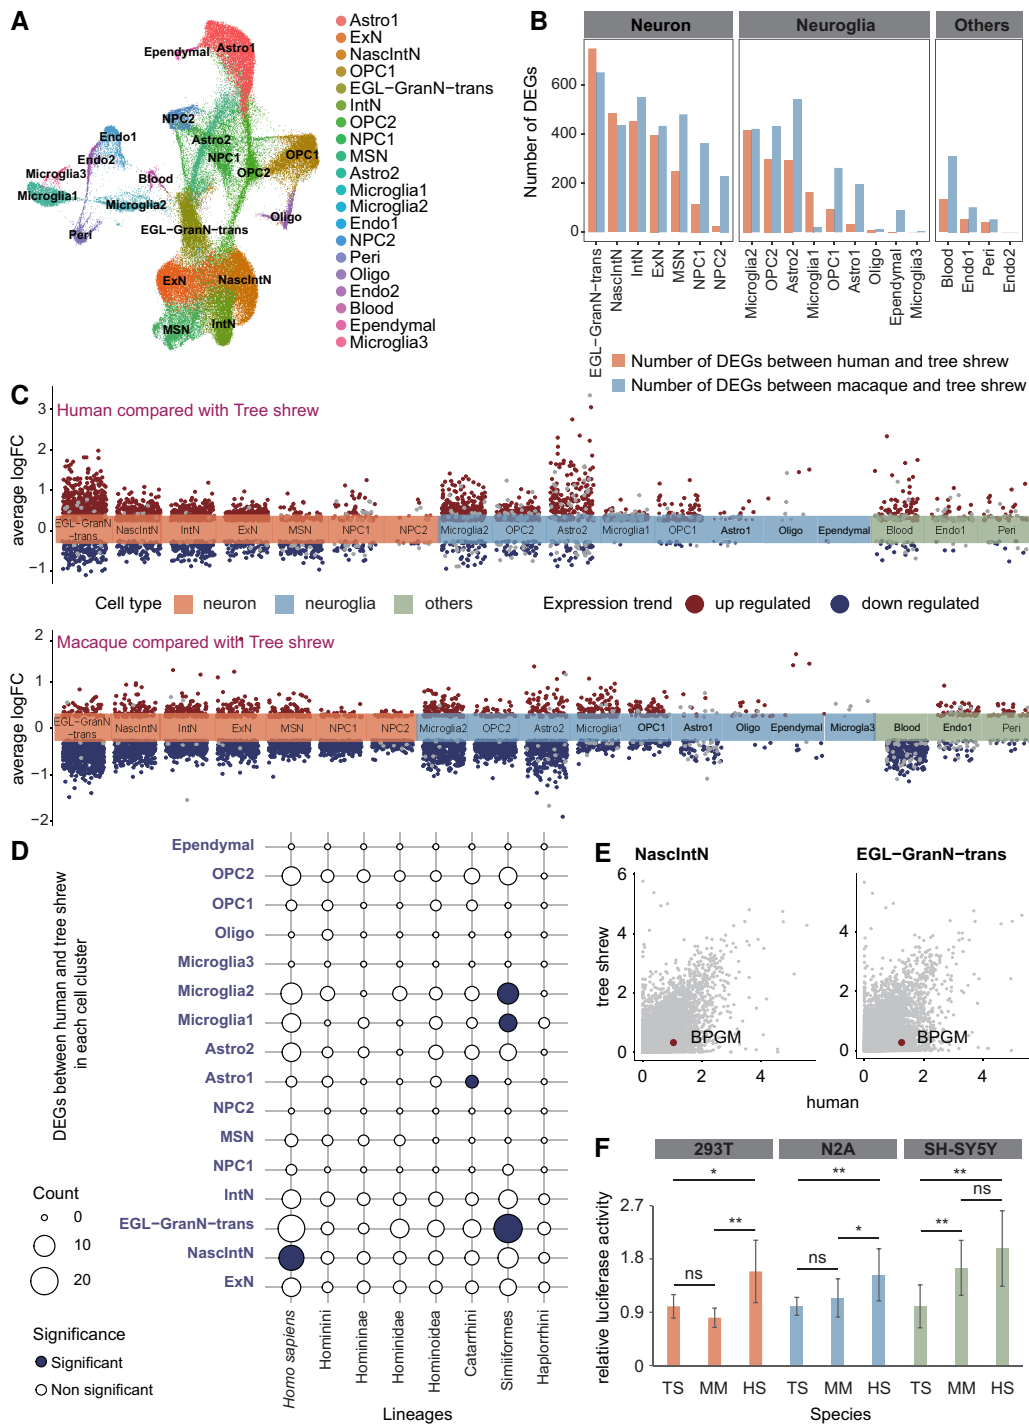 A
Astro1
Ependymal
NPC2
Astro2
NPC1
OPC2
OPC1
Endo1
Endo2
Microglia3
Microglia1
Blood
Microglia2
Peri
Oligo
EGL−GranN−trans
ExN
NascIntN
MSN
IntN
Astro1
ExN
NascIntN
OPC1
EGL−GranN−trans
IntN
OPC2
NPC1
MSN
Astro2
Microglia1
Microglia2
Endo1
NPC2
Peri
Oligo
Endo2
Blood
Ependymal
Microglia3
B
Neuron
Neuroglia
Others
Number of DEGs
600
400
200
0
EGL−GranN−trans
NascIntN
IntN
ExN
MSN
NPC1
NPC2
Microglia2
OPC2
Astro2
Microglia1
OPC1
Astro1
Oligo
Ependymal
Microglia3
Blood
Endo1
Peri
Endo2
Number of DEGs between human and tree shrew
Number of DEGs between macaque and tree shrew
C
Human compared with Tree shrew
average logFC
3
2
1
0
−1
EGL−GranN
−trans
NascIntN
IntN
ExN
MSN
NPC1
NPC2
Microglia2
OPC2
Astro2
Microglia1
OPC1
Astro1
Oligo
Ependymal
Blood
Endo1
Peri
Cell type
neuron
neuroglia
others
Expression trend
up regulated
down regulated
Macaque compared with Tree shrew
average logFC
2
1
0
−1
−2
EGL−GranN
−trans
NascIntN
IntN
ExN
MSN
NPC1
NPC2
Microglia2
OPC2
Astro2
Microglia1
OPC1
Astro1
Oligo
Ependymal
Microgla3
Blood
Endo1
Peri
D
DEGs between human and tree shrew
in each cell cluster
Ependymal
OPC2
OPC1
Oligo
Microglia3
Microglia2
Microglia1
Astro2
Astro1
NPC2
MSN
NPC1
IntN
EGL−GranN−trans
NascIntN
ExN
Count
0
10
20
Significance
Significant
Non significant
Homo sapiens
Hominini
Homininae
Hominidae
Hominoidea
Catarrhini
Simiiformes
Haplorrhini
Lineages
E
NascIntN
EGL−GranN−trans
tree shrew
6
4
2
0
BPGM
0
2
4
4
2
0
BPGM
0
2
4
human
F
293T
N2A
SH-SY5Y
relative luciferase activity
2.7
1.8
0.9
0
*
**
ns
**
*
ns
**
ns
**
TS
MM
HS
TS
MM
HS
TS
MM
HS
Species